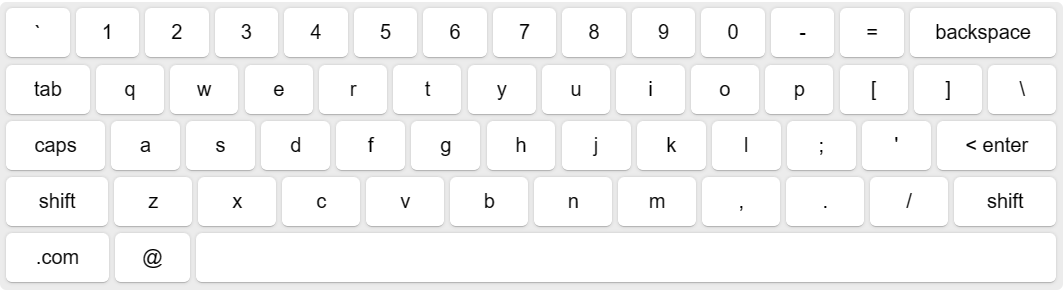 ` 1 2 3 4 5 6 7 8 9 0 - = backspace
tab q w e r t y u i o p [ ] \
caps a s d f g h j k l ; ' < enter
shift z x c v b n m , . / shift
.com @